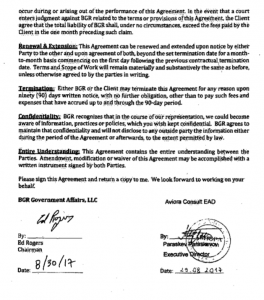 occur during or arising out of the performance of this Agreement. In the event that a court
enters judgment against BGR related to the terms or provisions of this Agreement, the Client
agree that the total liability of BGR shall, under no circumstances, exceed the fees paid by the
Client in the one month preceding such claim.
Renewal & Extension: This Agreement can be renewed and extended upon notice by either
Party to the other and upon agreement of both, beyond the set termination date for a month-
to-month basis commencing on the first day following the previous contractual termination
date. Terms and Scope of Work will remain materially and substantively the same as before,
unless otherwise agreed to by the parties in writing.
Termination: Either BGR or the Client may terminate this Agreement for any reason upon
ninety (90) days written notice, with no further obligation, other than to pay such fees and
expenses that have accrued up to and through the 90-day period.
Confidentiality: BGR recognizes that in the course of our representation, we could become
aware of information, practices or policies, which you wish kept confidential. BGR agrees to
maintain that confidentiality and will not disclose to any outside party the information either
during the period of the Agreement or afterwards, to the extent permitted by law.
Entire Understanding: This Agreement contains the entire understanding between the
Parties. Amendment, modification or waiver of this Agreement may be accomplished with a
written instrument signed by both Parties.
Please sign this Agreement and return a copy to me. We look forward to working on your
behalf.
BGR Government Affairs, LLC
Aviora Consult EAD
Ed Rogers
By:
Ed Rogers
Chairman
Date: 8/30/17
By:
Paraskev
Executive Director
Date: 29.08.2017